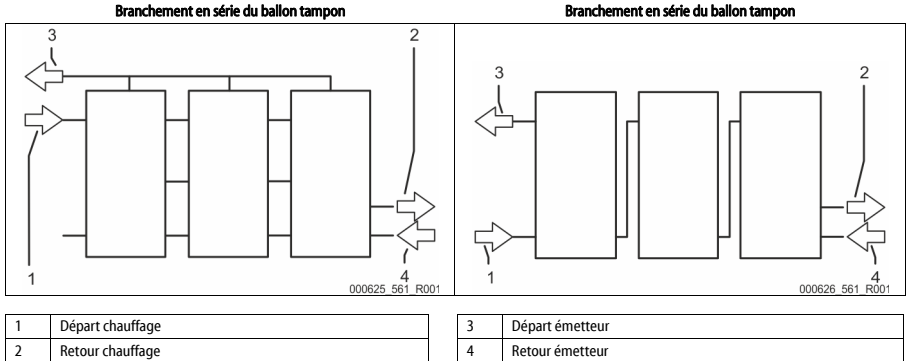 Branchement en série du ballon tampon
Branchement en série du ballon tampon
3
2
1
4
000625_561_R001
3
2
1
4
000626_561_R001
1 Départ chauffage
2 Retour chauffage
3 Départ émetteur
4 Retour émetteur